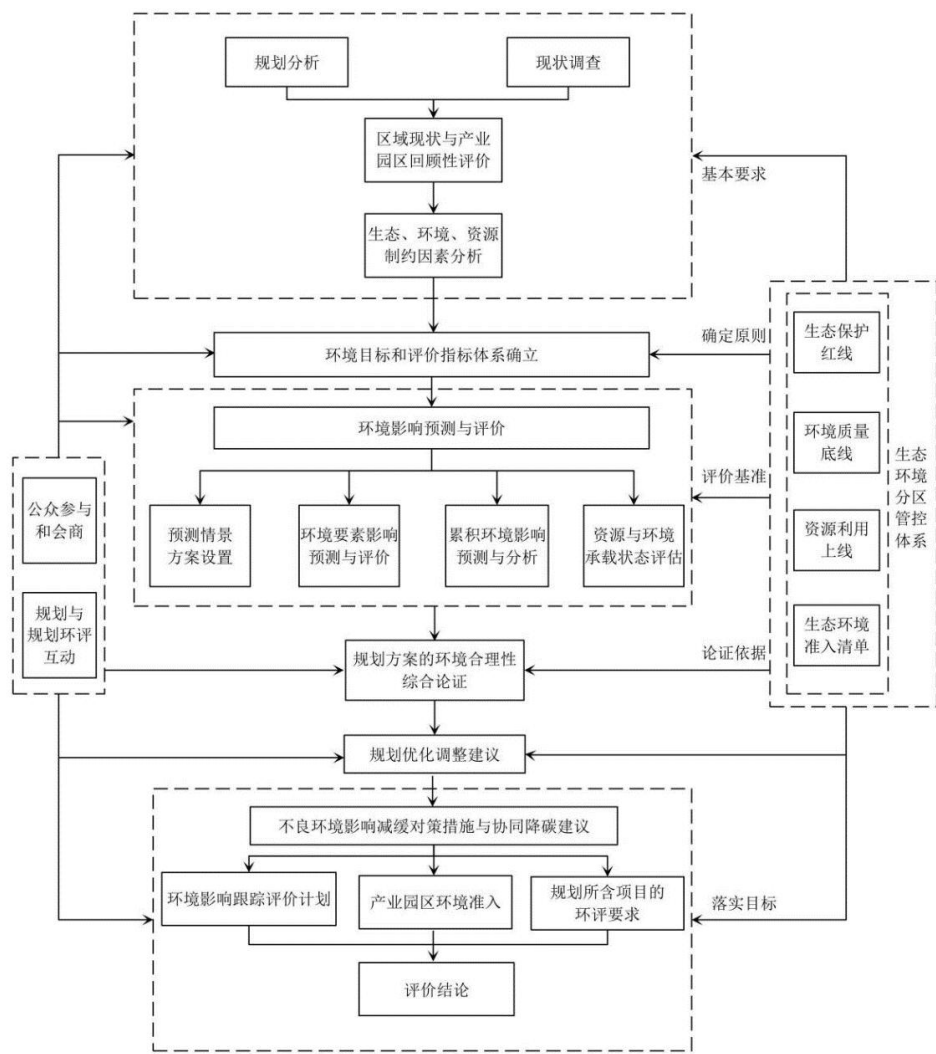 规划分析
现状调查
区域现状与产业
园区回顾性评价
基本要求
生态、环境、资源
制约因素分析
环境目标和评价指标体系确立
确定原则
生态保护
红线
环境影响预测与评价
环境质量
底线
生态
环境
分区
管控
体系
公众参与
和会商
预测情景
方案设置
环境要素影响
预测与评价
累积环境影响
预测与分析
资源与环境
承载状态评估
评价基准
资源利用
上线
规划与
规划环评
互动
规划方案的环境合理性
综合论证
论证依据
生态环境
准入清单
规划优化调整建议
不良环境影响减缓对策措施与协同降碳建议
环境影响跟踪评价计划
产业园区环境准入
规划所含项目的
环评要求
落实目标
评价结论